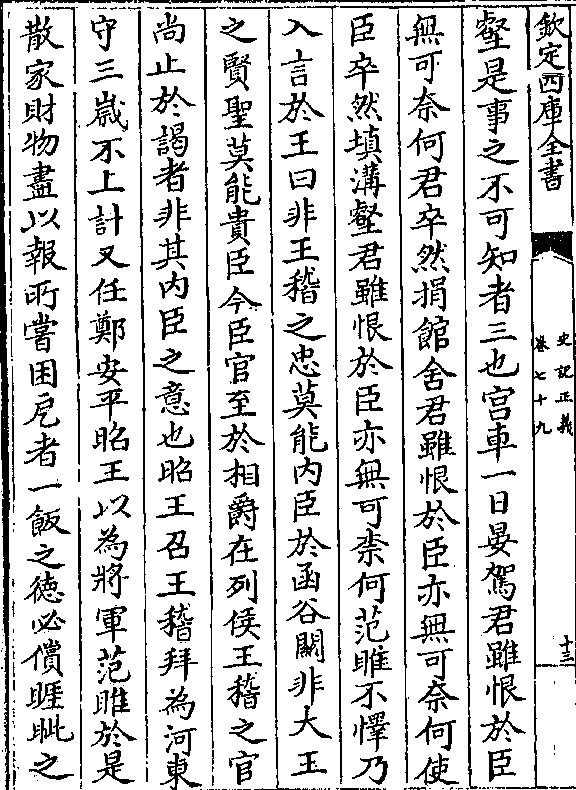 欽定四庫全書
史記正義
卷七十九
十三
壑是事之不可知者三也宫車一日晏駕君雖恨於臣
無可奈何君卒然捐館舍君雖恨於臣亦無可奈何使
臣卒然填溝壑君雖恨於臣亦無可柰何范雎不懌乃
入言於王曰非王稽之忠莫能内臣於函谷關非大王
之賢聖莫能貴臣今臣官至於相爵在列侯王稽之官
尚止於謁者非其内臣之意也昭王召王稽拜為河東
守三嵗不上計又任鄭安平昭王以為將軍范雎於是
散家財物盡以報所嘗困戹者一飯之徳必償睚眦之